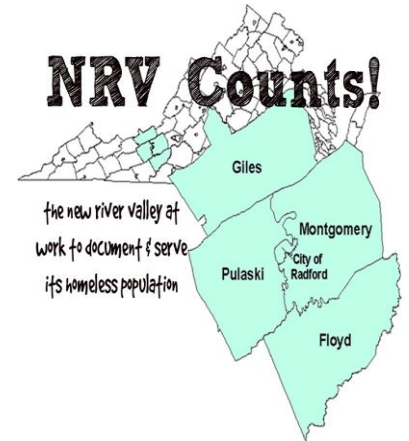 NRV Counts!
Giles
the new river valley at
work to document & serve
its homeless population
Montgomery
City of
Radford
Pulaski
Floyd